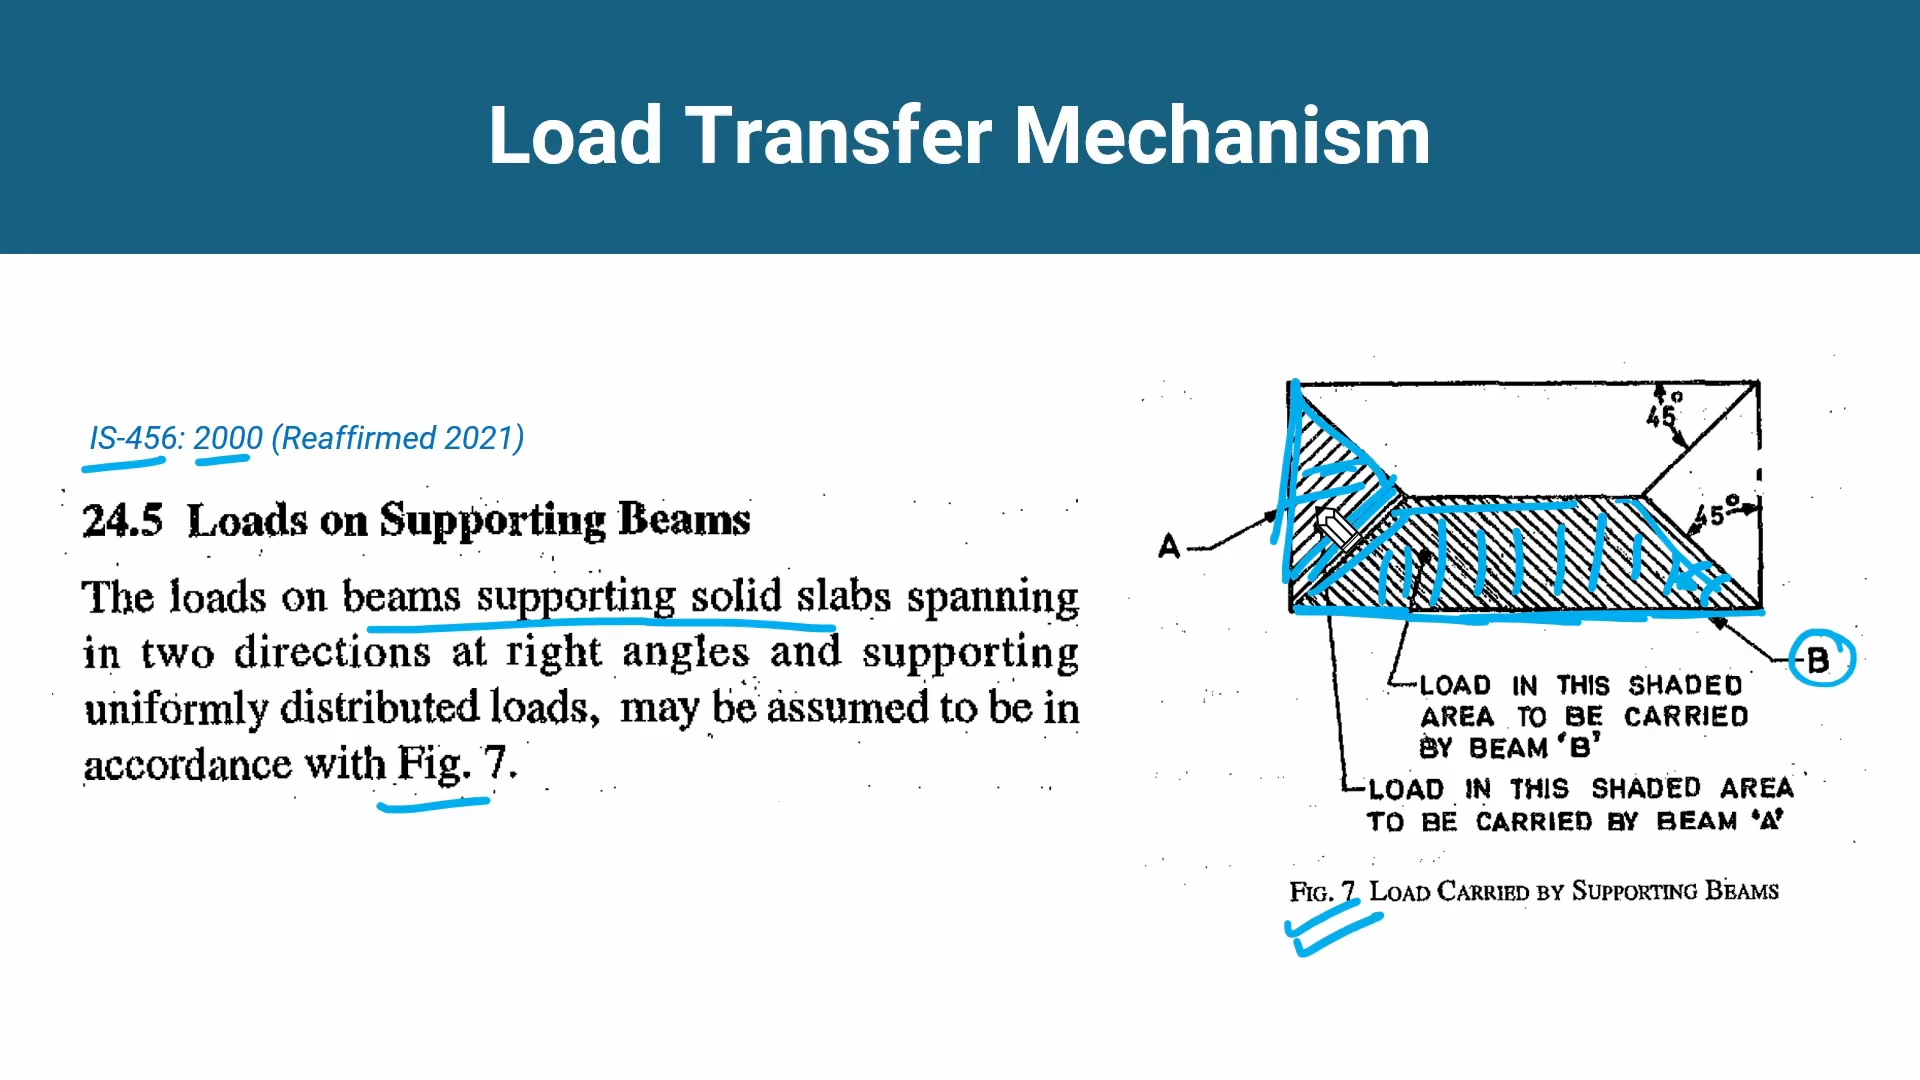 Load Transfer Mechanism
IS-456: 2000 (Reaffirmed 2021)
24.5 Loads on Supporting Beams
The loads on beams supporting solid slabs spanning
in two directions at right angles and supporting
uniformly distributed loads, may be assumed to be in
accordance with Fig. 7.
45°
45°
A
B
LOAD IN THIS SHADED
AREA TO BE CARRIED
BY BEAM 'B'
LOAD IN THIS SHADED AREA
TO BE CARRIED BY BEAM 'A'
FIG. 7 LOAD CARRIED BY SUPPORTING BEAMS